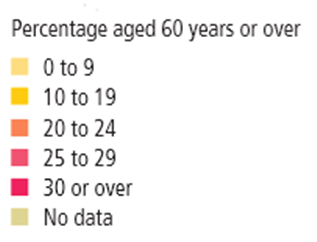 Percentage aged 60 years or over
0 to 9
10 to 19
20 to 24
25 to 29
30 or over
No data